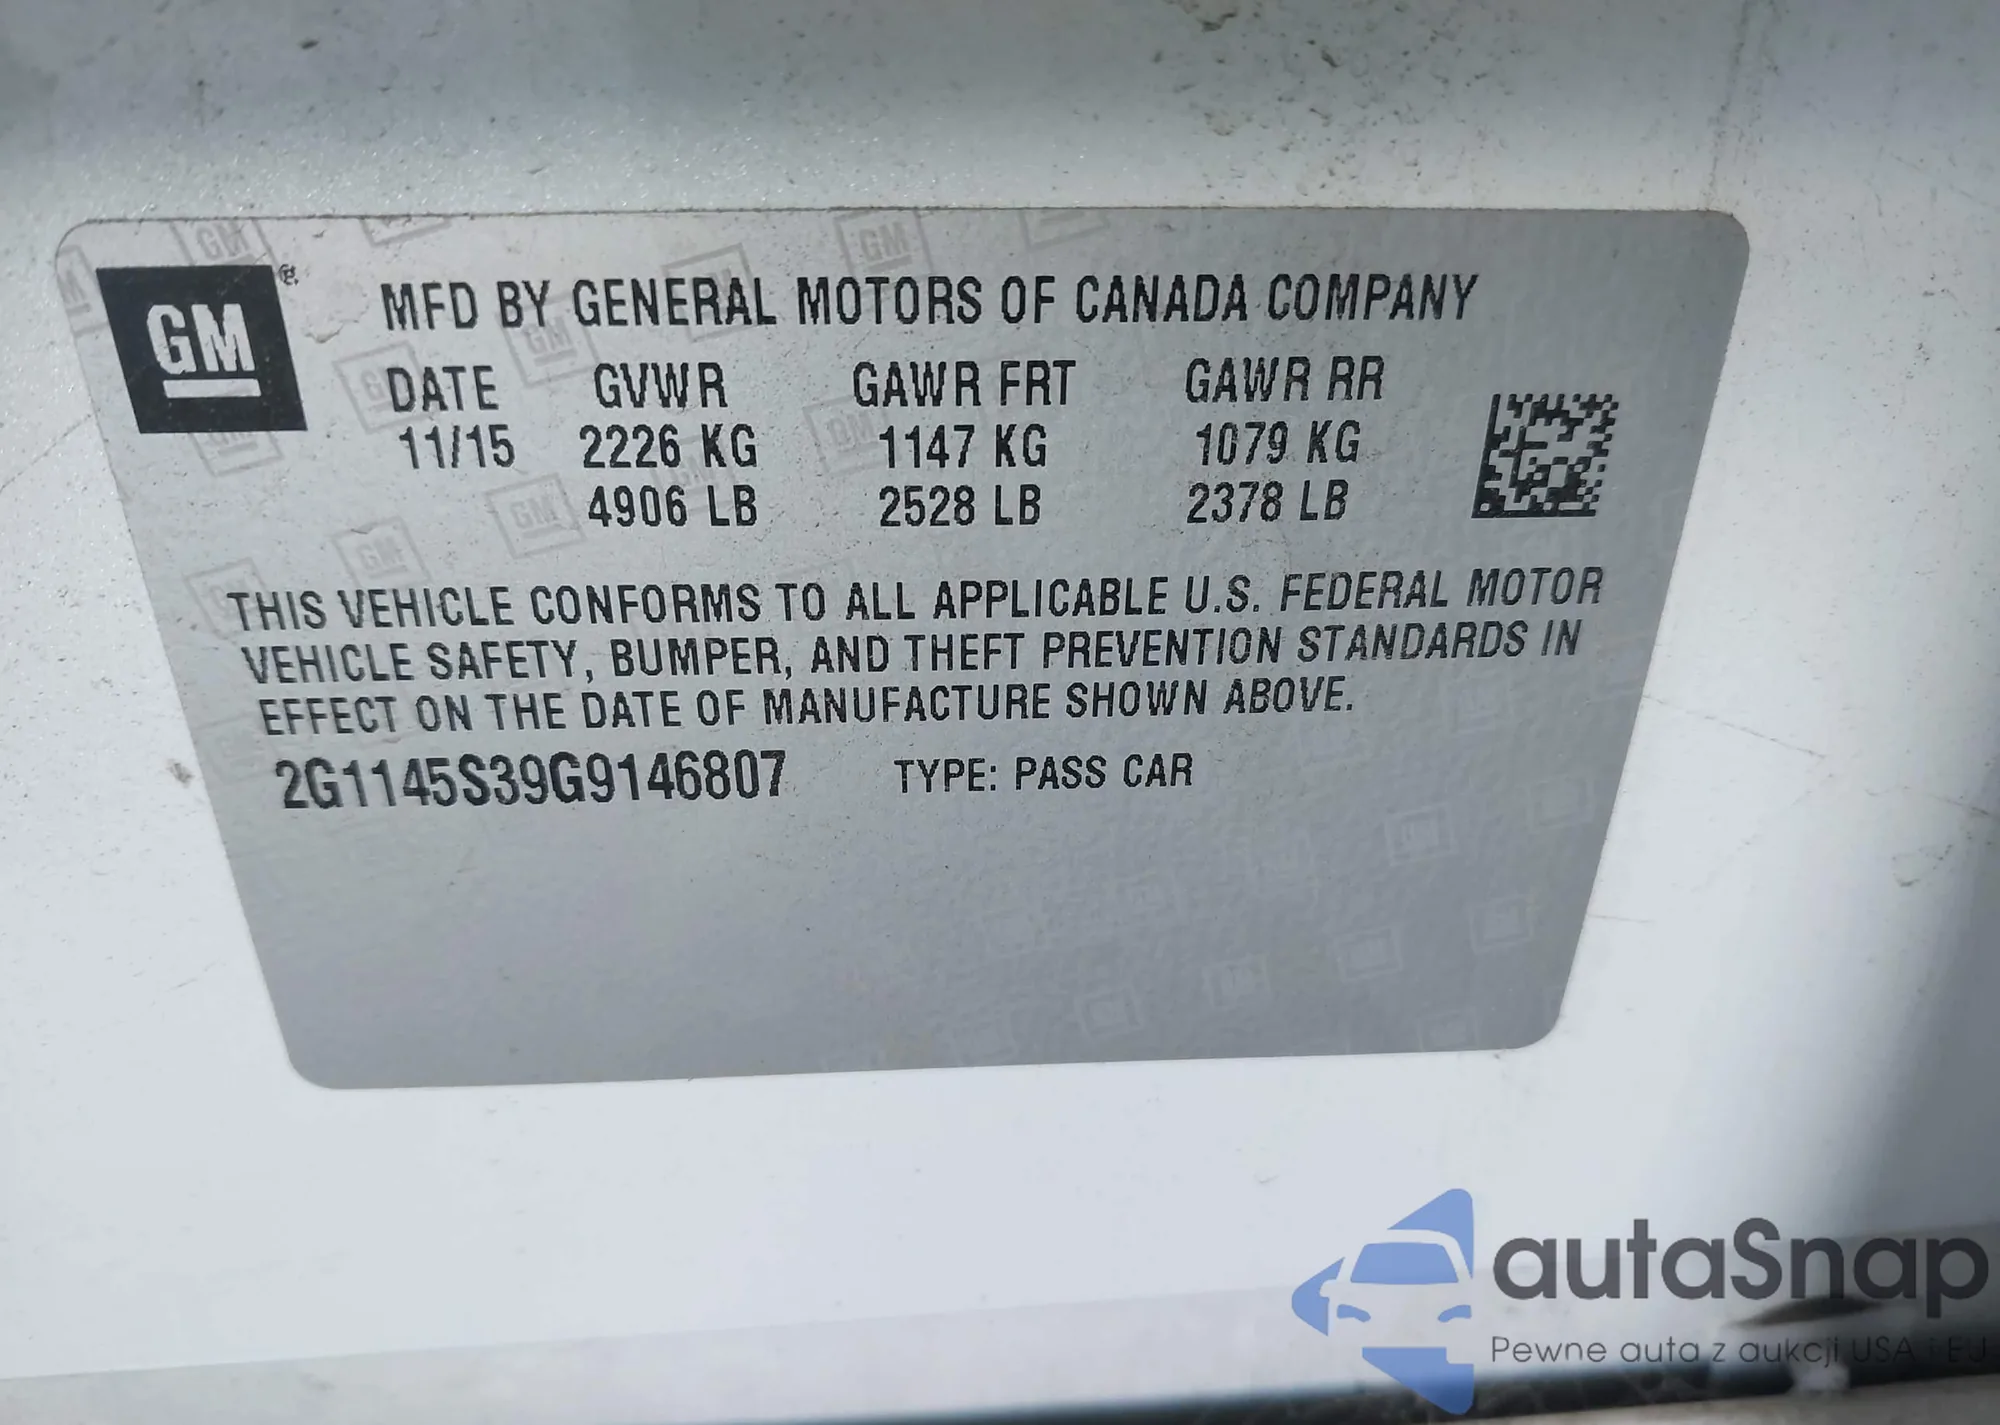 GM
MFD BY GENERAL MOTORS OF CANADA COMPANY
DATE GVWR GAWR FRT GAWR RR
11/15 2226 KG 1147 KG 1079 KG
4906 LB 2528 LB 2378 LB
THIS VEHICLE CONFORMS TO ALL APPLICABLE U.S. FEDERAL MOTOR
VEHICLE SAFETY, BUMPER, AND THEFT PREVENTION STANDARDS IN
EFFECT ON THE DATE OF MANUFACTURE SHOWN ABOVE.
2G1145S39G9146807 TYPE: PASS CAR
autaSnap
Pewne auta z aukcji USA i EU